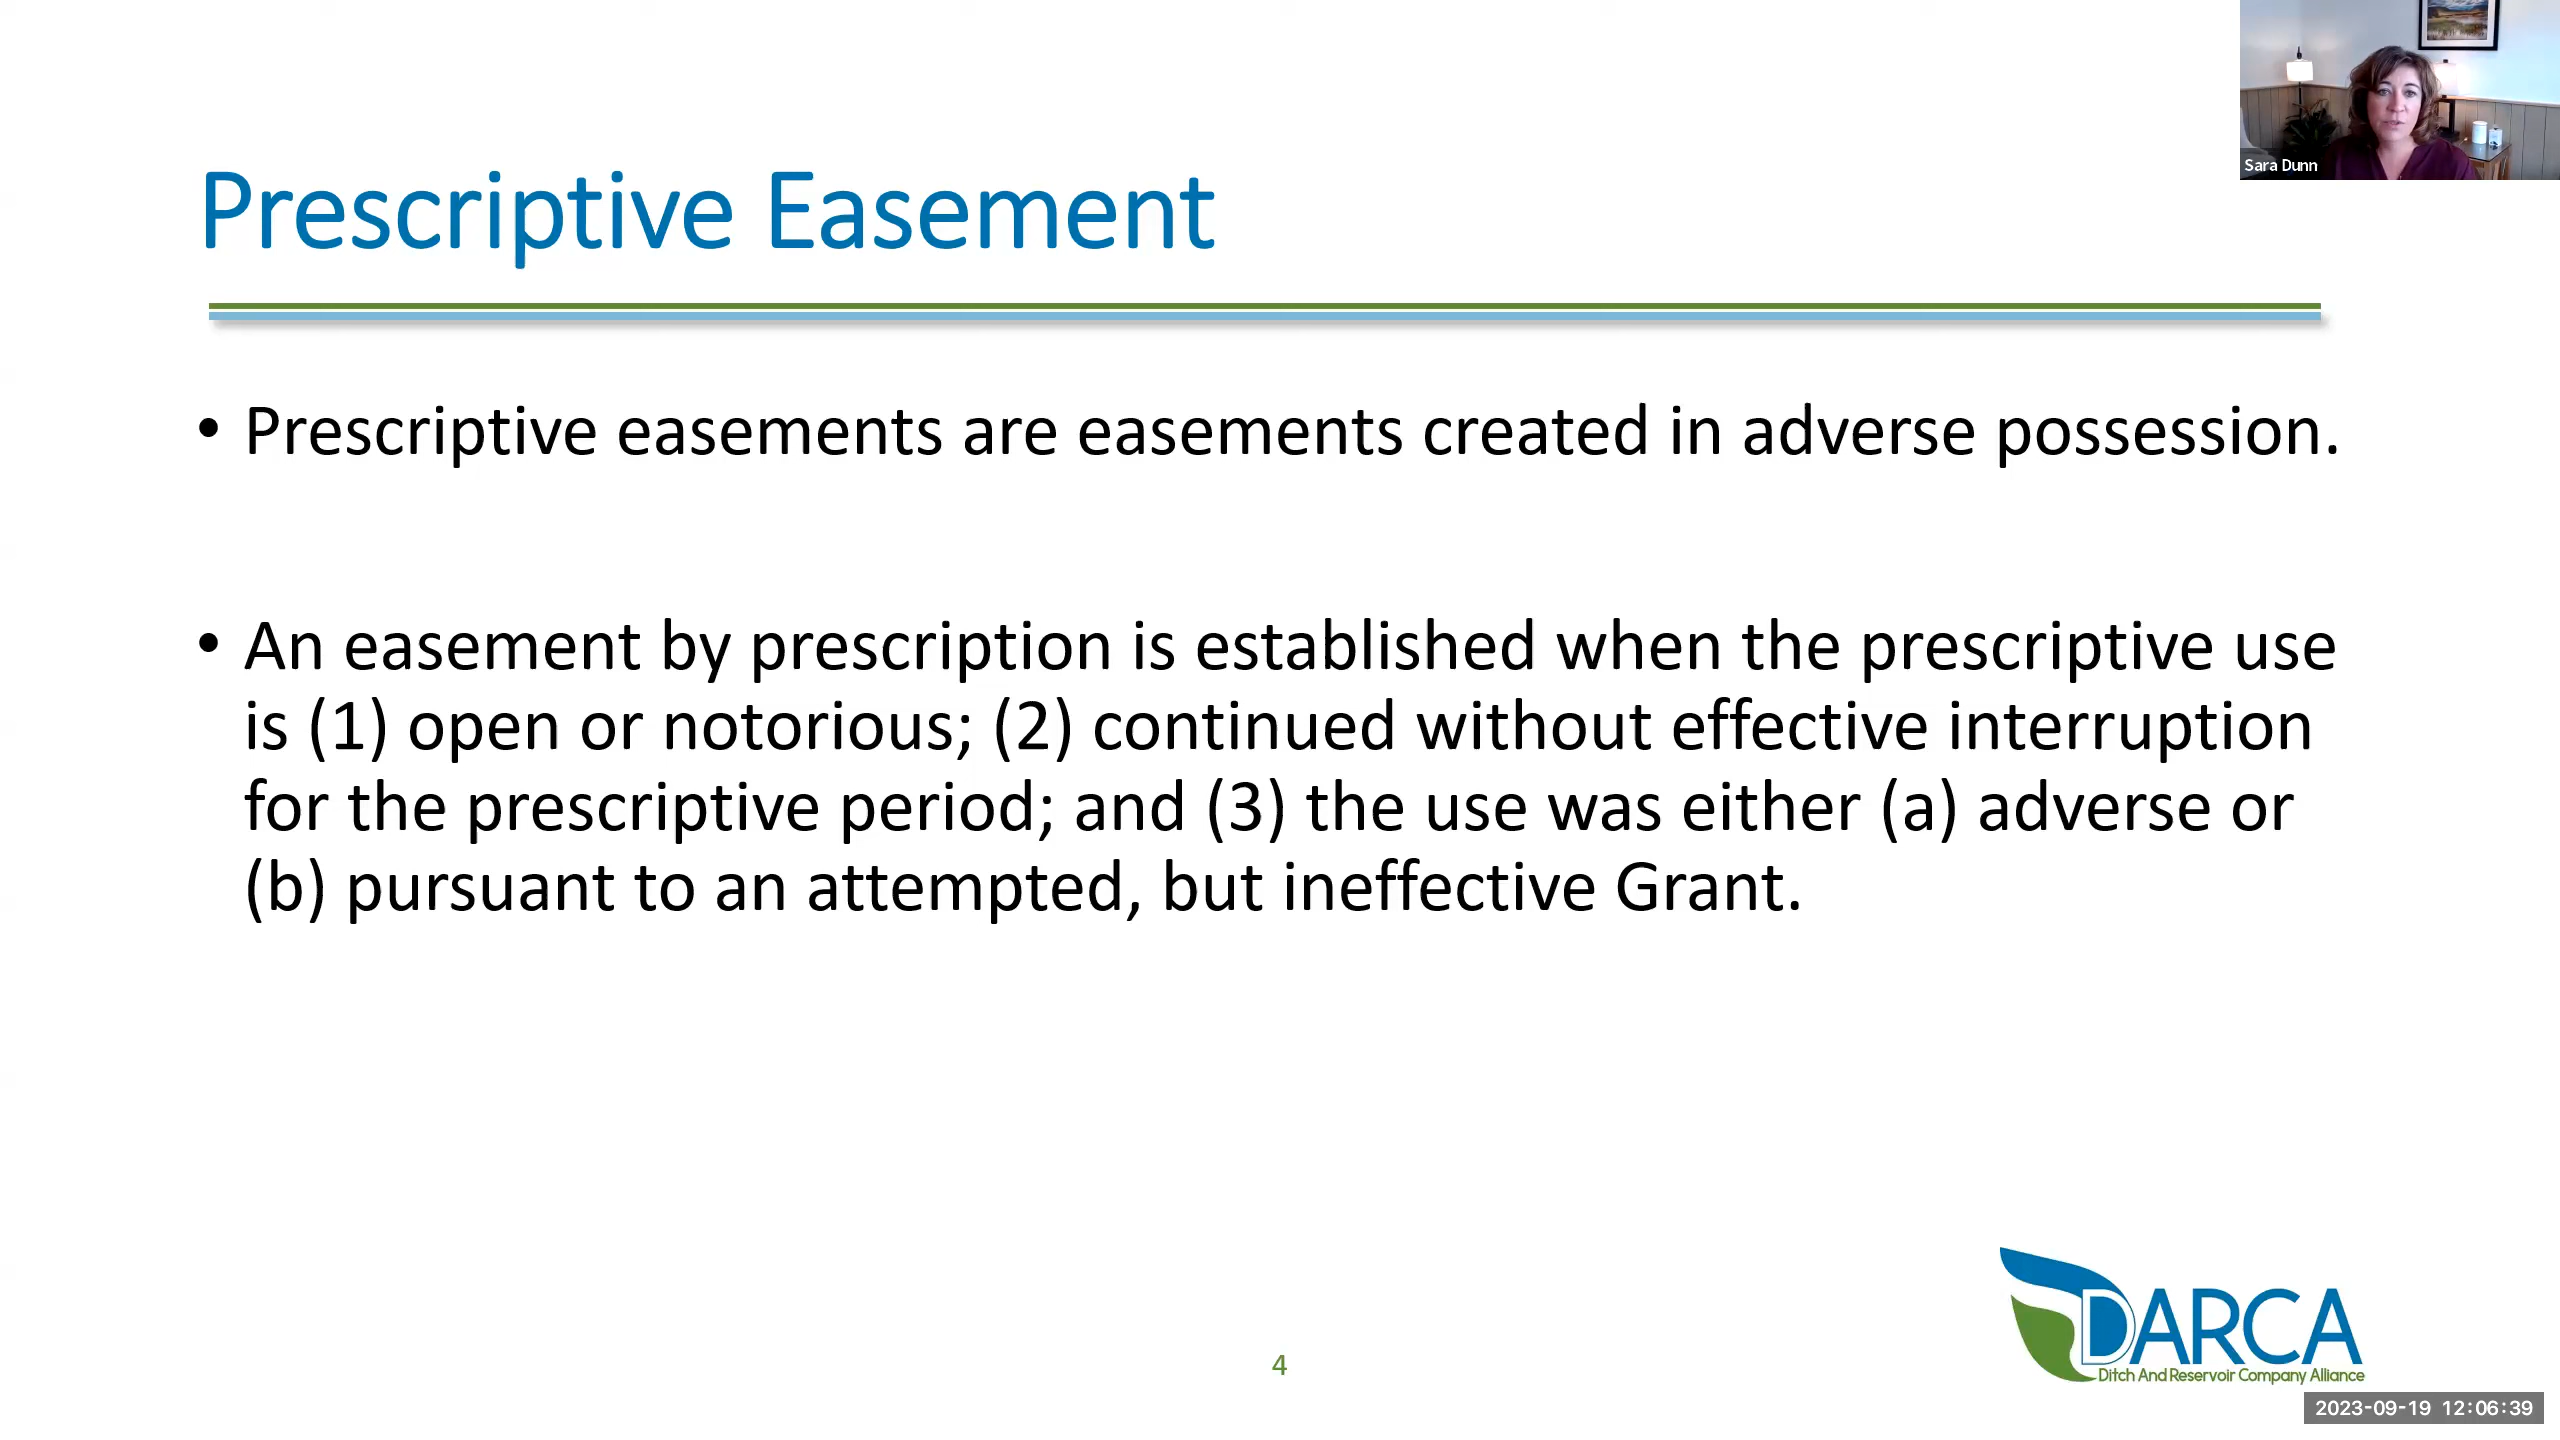 Sara Dunn
Prescriptive Easement
• Prescriptive easements are easements created in adverse possession.
• An easement by prescription is established when the prescriptive use
is (1) open or notorious; (2) continued without effective interruption
for the prescriptive period; and (3) the use was either (a) adverse or
(b) pursuant to an attempted, but ineffective Grant.
4
DARCA
Ditch And Reservoir Company Alliance
2023-09-19 12:06:39